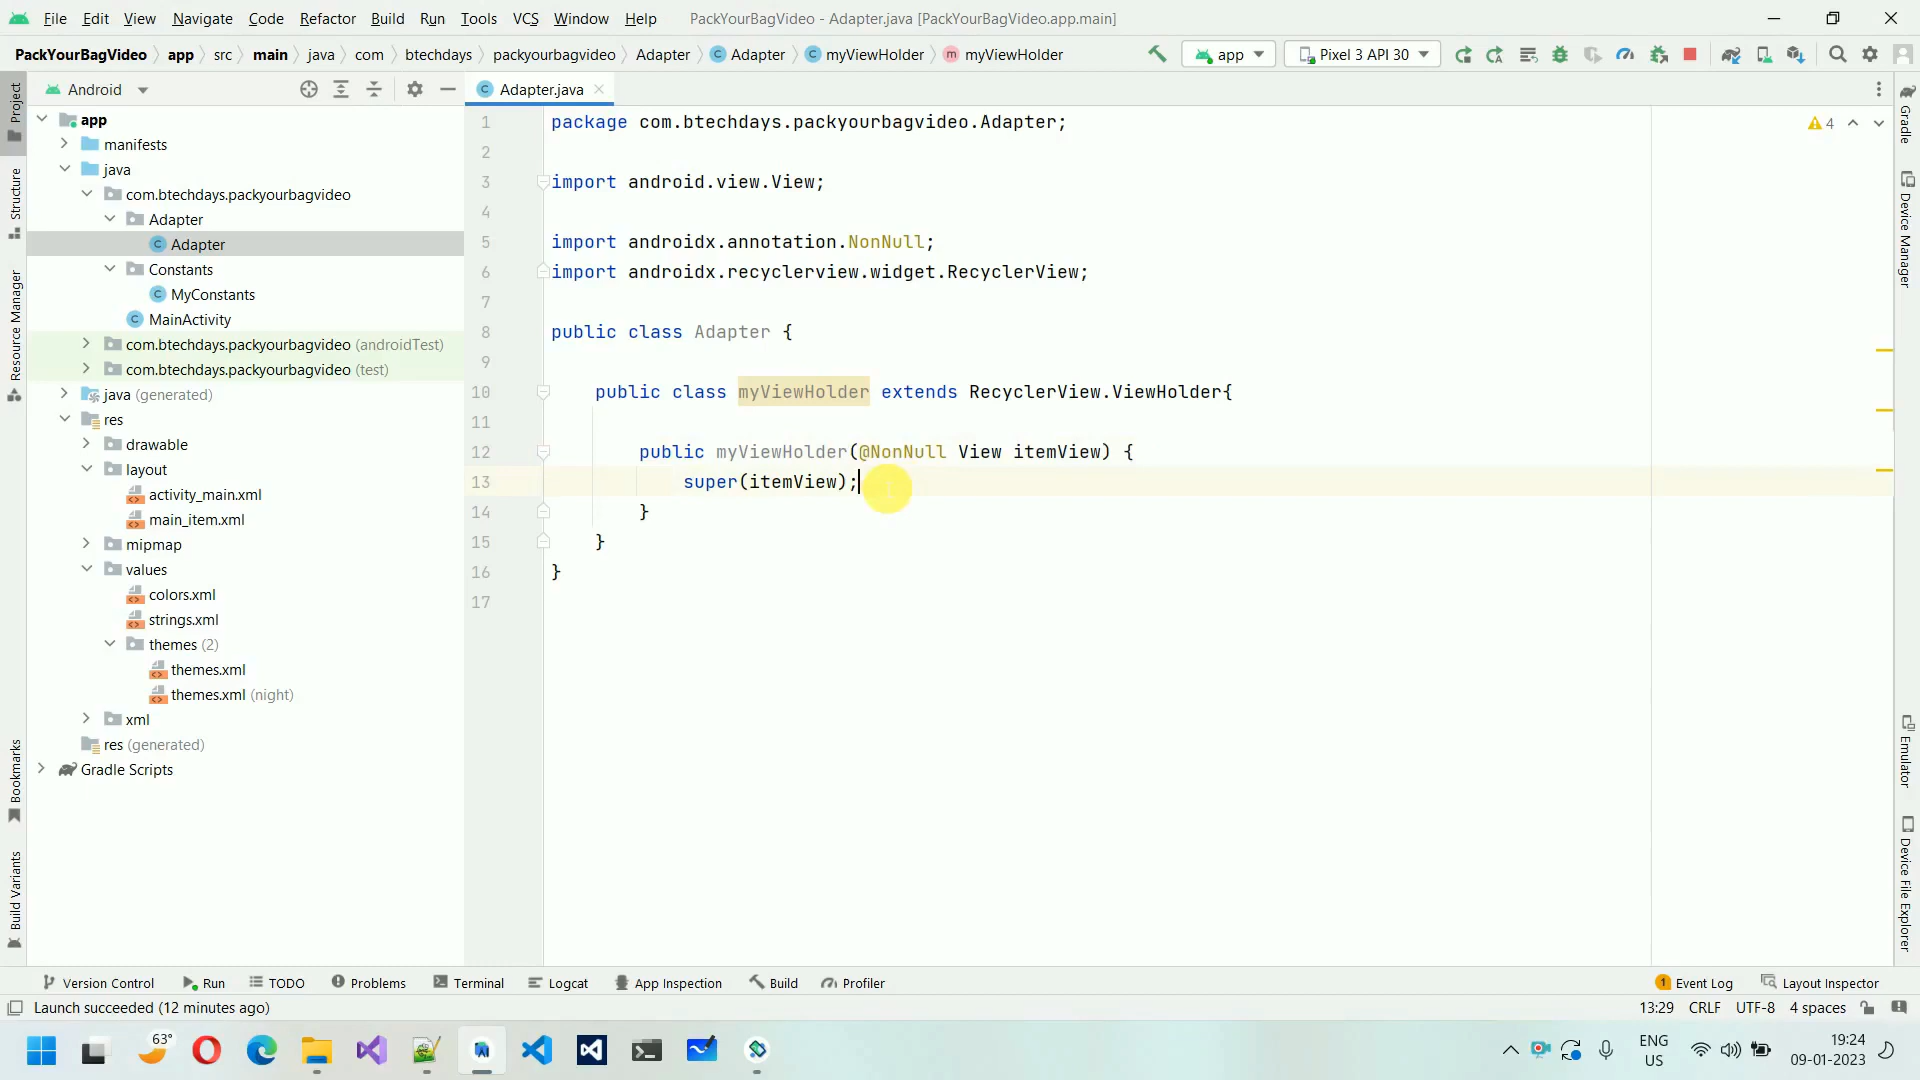 File Edit View Navigate Code Refactor Build Run Tools VCS Window Help PackYourBagVideo - Adapter.java [PackYourBagVideo.app.main]
PackYourBagVideo app src main java com btechdays packyourbagvideo Adapter Adapter myViewHolder myViewHolder app Pixel 3 API 30
Android
Adapter.java
app
manifests
java
com.btechdays.packyourbagvideo
Adapter
Adapter
Constants
MyConstants
MainActivity
com.btechdays.packyourbagvideo (androidTest)
com.btechdays.packyourbagvideo (test)
java (generated)
res
drawable
layout
activity_main.xml
main_item.xml
mipmap
values
colors.xml
strings.xml
themes (2)
themes.xml
themes.xml (night)
xml
res (generated)
Gradle Scripts
Project
Structure
Resource Manager
Bookmarks
Build Variants
1 package com.btechdays.packyourbagvideo.Adapter;
2
3 import android.view.View;
4
5 import androidx.annotation.NonNull;
6 import androidx.recyclerview.widget.RecyclerView;
7
8 public class Adapter {
9
10 public class myViewHolder extends RecyclerView.ViewHolder{
11
12 public myViewHolder(@NonNull View itemView) {
13 super(itemView);
14 }
15 }
16 }
17
4
Gradle
Device Manager
Emulator
Device File Explorer
Version Control Run TODO Problems Terminal Logcat App Inspection Build Profiler 1 Event Log Layout Inspector
Launch succeeded (12 minutes ago) 13:29 CRLF UTF-8 4 spaces
63°
ENG
US
19:24
09-01-2023